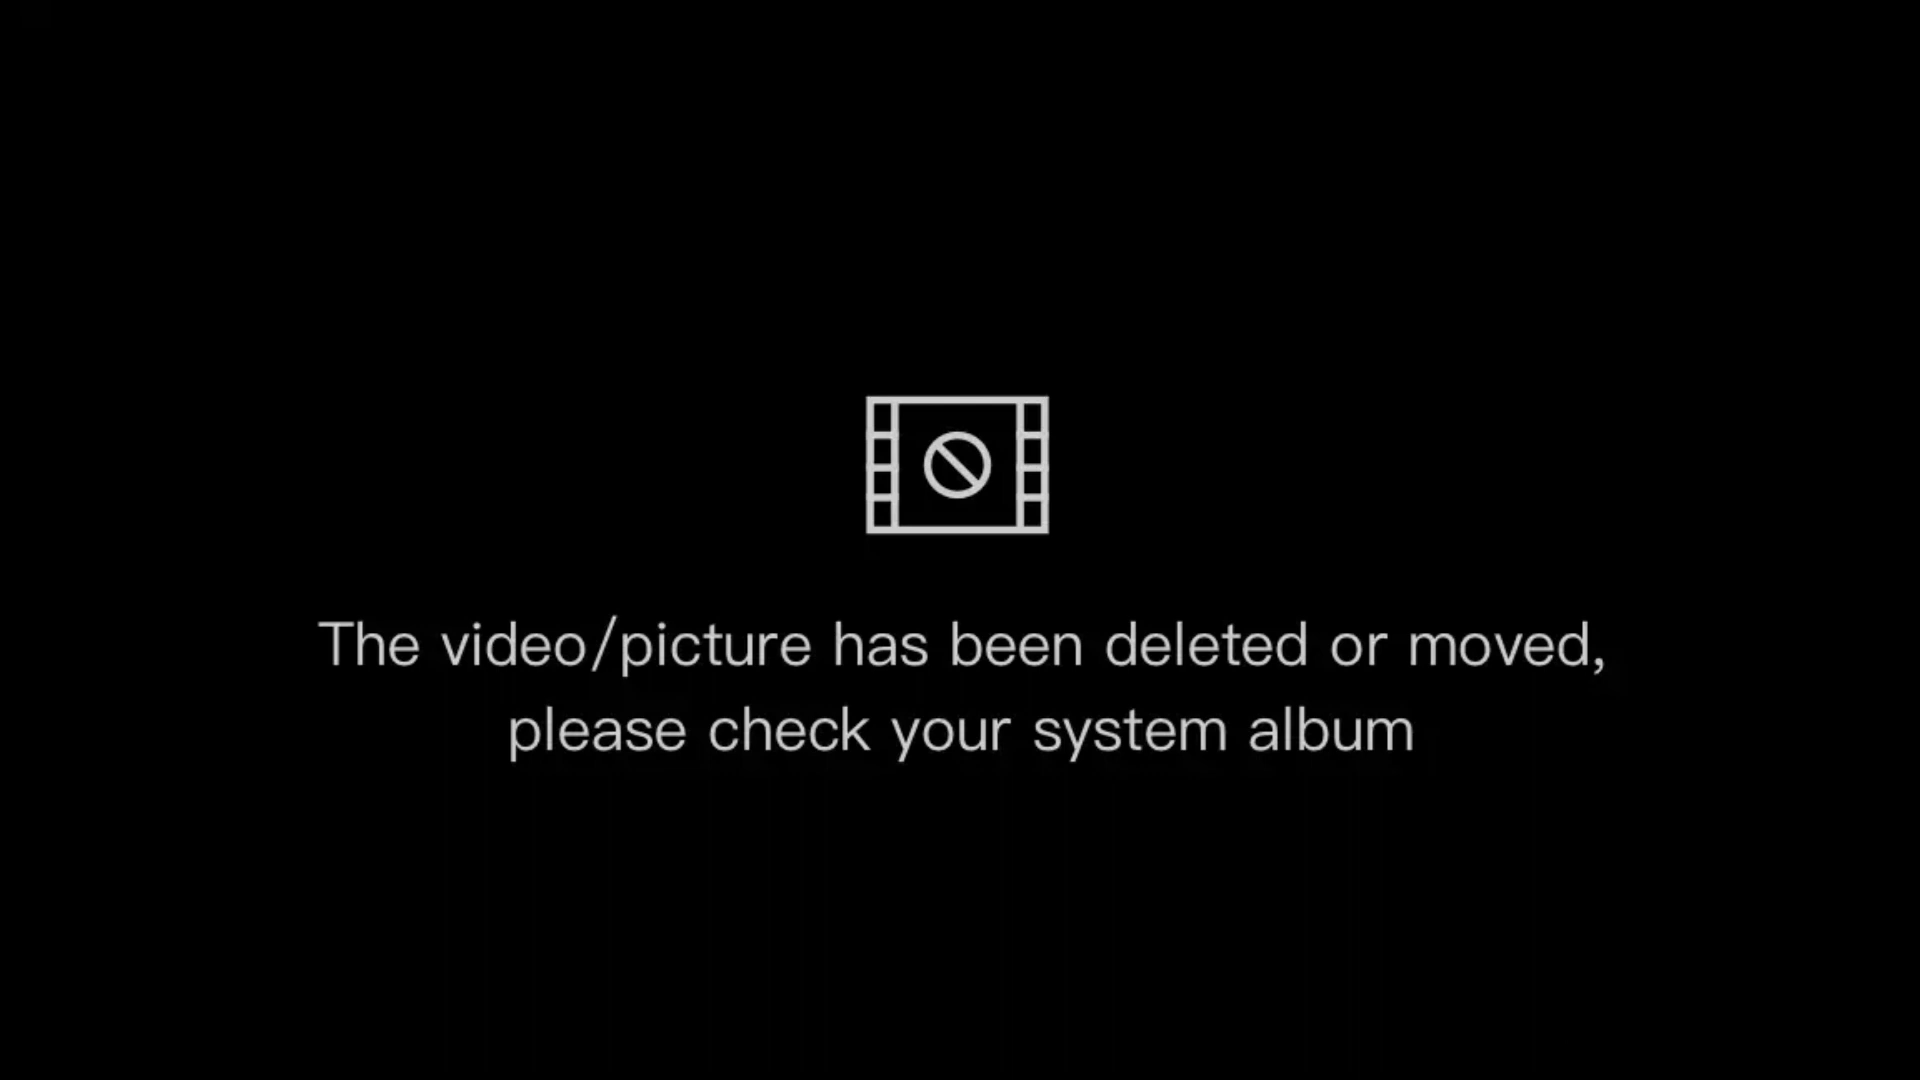 The video/picture has been deleted or moved,
please check your system album